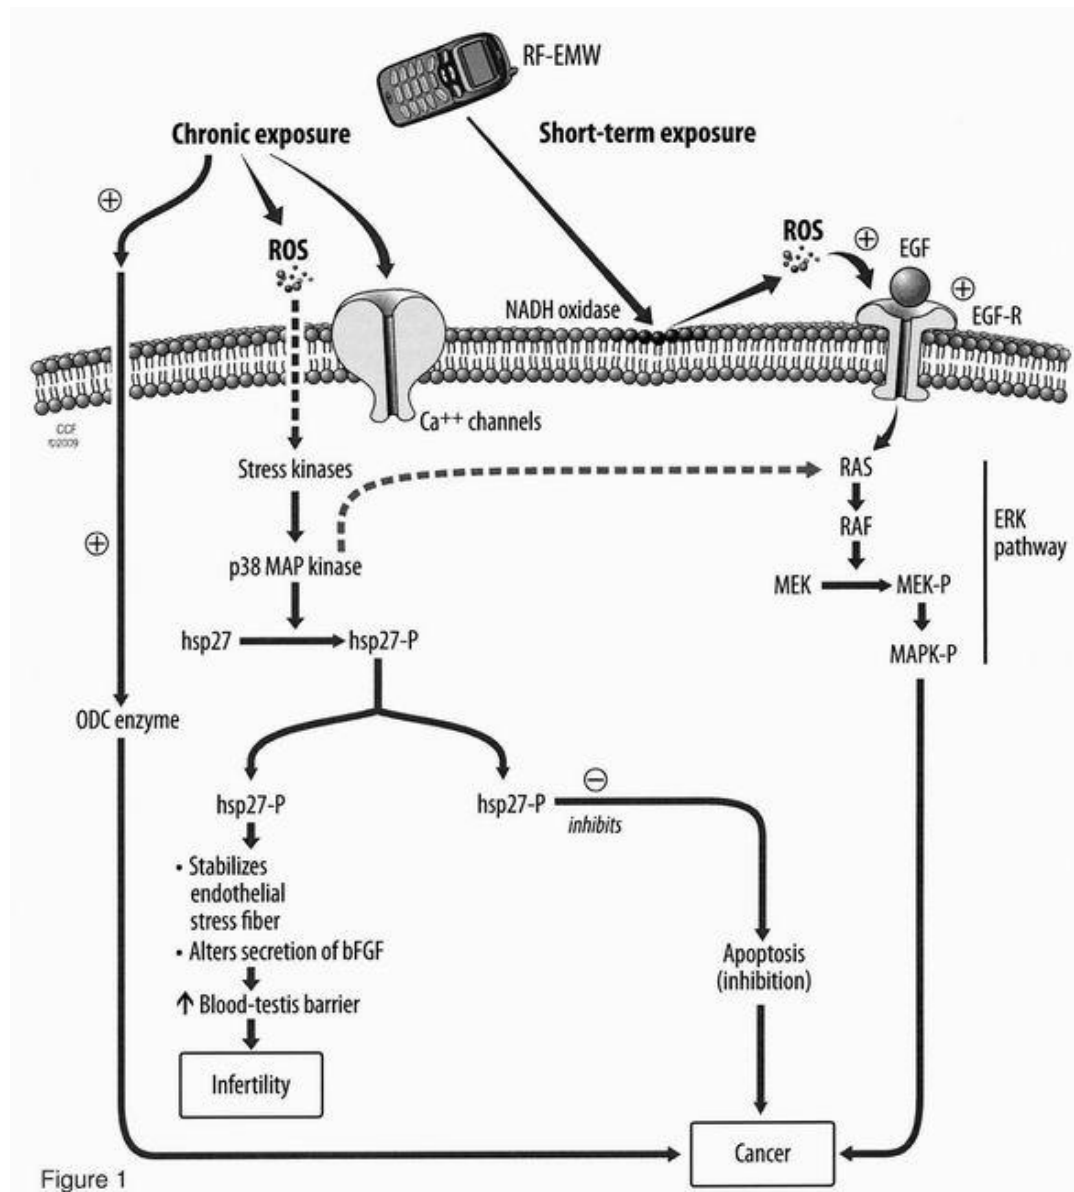 RF-EMW
Chronic exposure
Short-term exposure
+
ROS
ROS
+
EGF
+
EGF-R
NADH oxidase
CCF
©2009
Ca++ channels
Stress kinases
RAS
+
RAF
ERK
pathway
p38 MAP kinase
MEK
MEK-P
hsp27
hsp27-P
MAPK-P
ODC enzyme
hsp27-P
hsp27-P
−
inhibits
• Stabilizes
endothelial
stress fiber
• Alters secretion of bFGF
Apoptosis
(inhibition)
↑ Blood-testis barrier
Infertility
Cancer
Figure 1